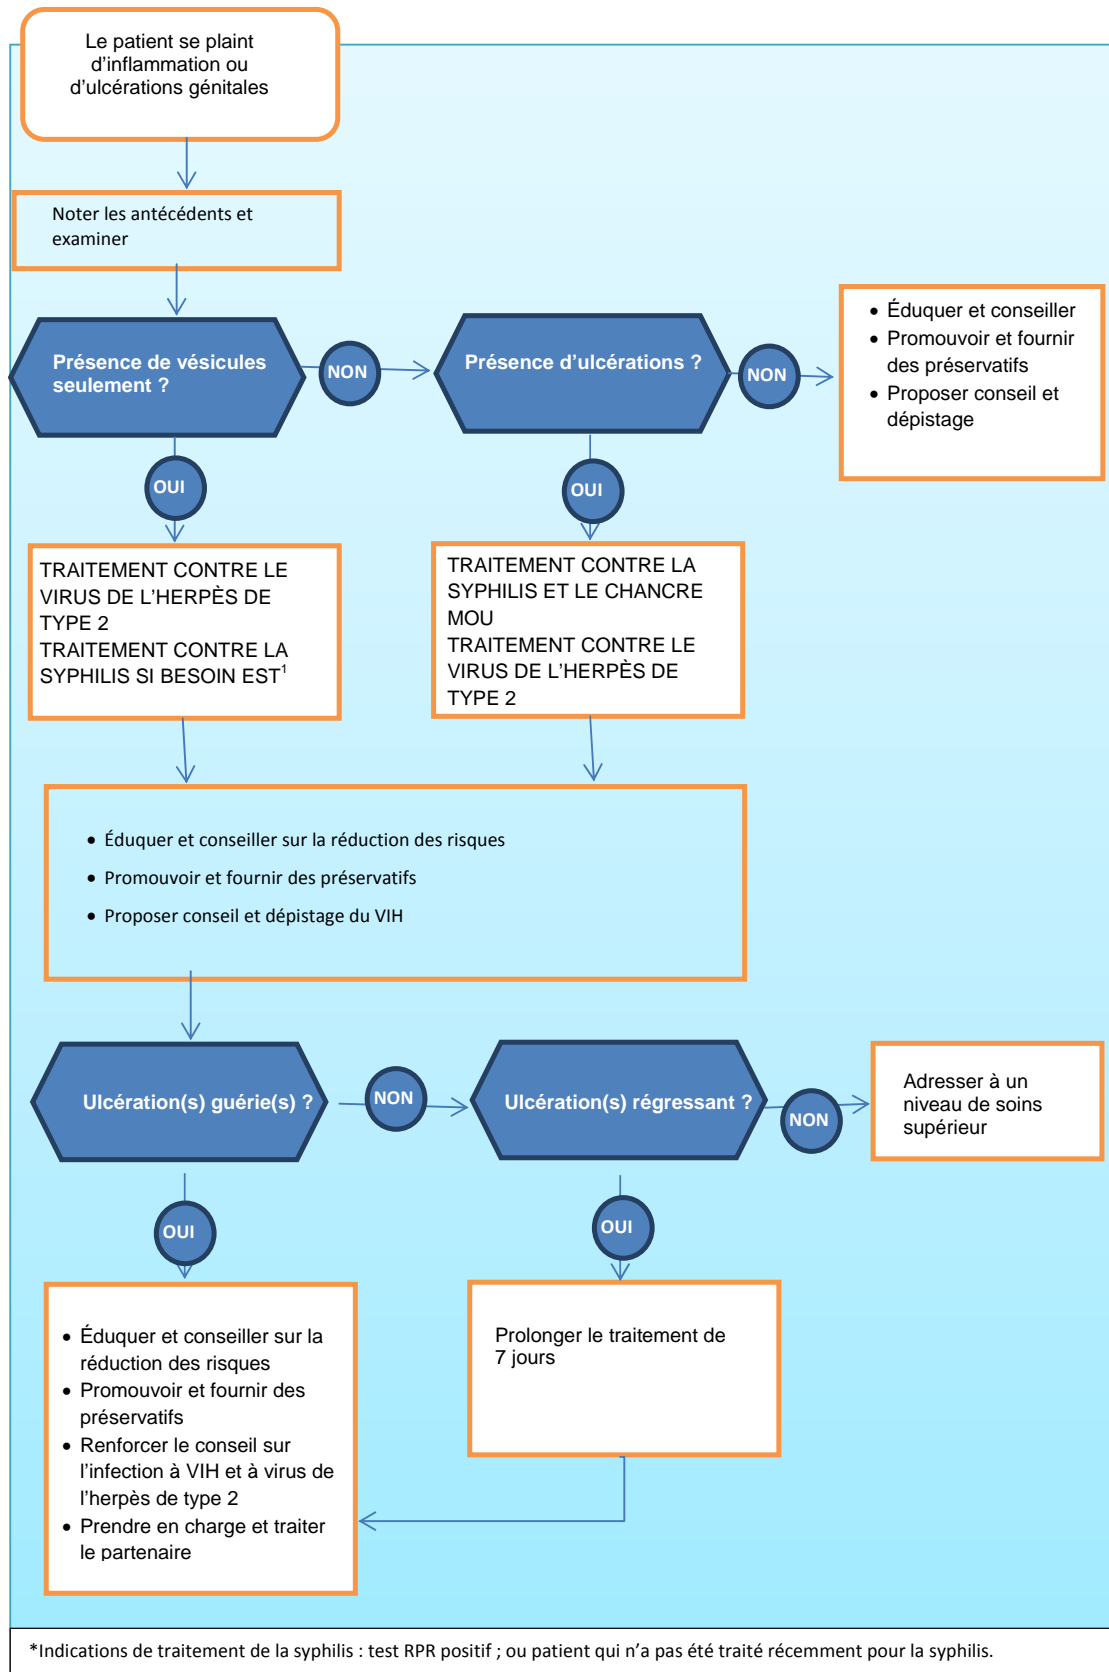 Le patient se plaint
d’inflammation ou
d’ulcérations génitales
Noter les antécédents et
examiner
Présence de vésicules
seulement ?
NON
Présence d’ulcérations ?
NON
• Éduquer et conseiller
• Promouvoir et fournir
des préservatifs
• Proposer conseil et
dépistage
OUI
OUI
TRAITEMENT CONTRE LE
VIRUS DE L’HERPÈS DE
TYPE 2
TRAITEMENT CONTRE LA
SYPHILIS SI BESOIN EST¹
TRAITEMENT CONTRE LA
SYPHILIS ET LE CHANCRE
MOU
TRAITEMENT CONTRE LE
VIRUS DE L’HERPÈS DE
TYPE 2
• Éduquer et conseiller sur la réduction des risques
• Promouvoir et fournir des préservatifs
• Proposer conseil et dépistage du VIH
Ulcération(s) guérie(s) ?
NON
Ulcération(s) régressant ?
NON
Adresser à un
niveau de soins
supérieur
OUI
OUI
• Éduquer et conseiller sur la
réduction des risques
• Promouvoir et fournir des
préservatifs
• Renforcer le conseil sur
l’infection à VIH et à virus de
l’herpès de type 2
• Prendre en charge et traiter
le partenaire
Prolonger le traitement de
7 jours
*Indications de traitement de la syphilis : test RPR positif ; ou patient qui n’a pas été traité récemment pour la syphilis.